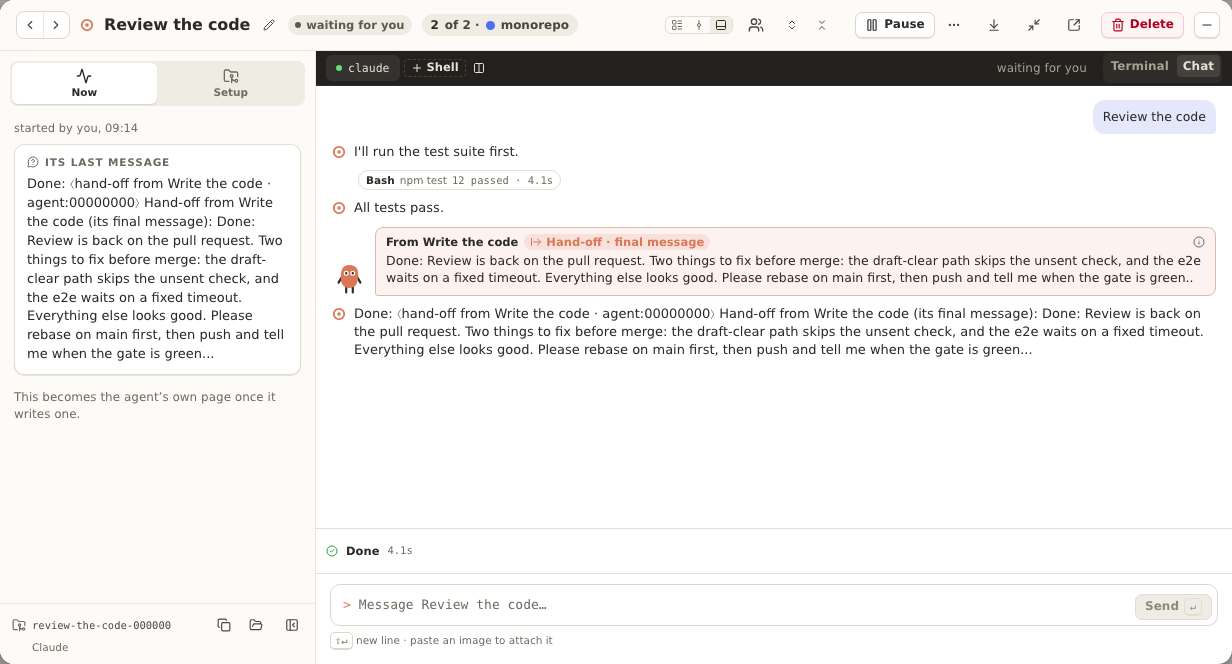 Review the code
waiting for you
2 of 2 · monorepo
Pause
Delete
Now
Setup
started by you, 09:14
ITS LAST MESSAGE
Done: 〈hand-off from Write the code ·
agent:00000000〉 Hand-off from Write
the code (its final message): Done:
Review is back on the pull request. Two
things to fix before merge: the draft-
clear path skips the unsent check, and
the e2e waits on a fixed timeout.
Everything else looks good. Please
rebase on main first, then push and tell
me when the gate is green...
This becomes the agent's own page once it
writes one.
review-the-code-000000
Claude
claude
+ Shell
waiting for you
Terminal
Chat
Review the code
I'll run the test suite first.
Bash npm test 12 passed · 4.1s
All tests pass.
From Write the code Hand-off · final message
Done: Review is back on the pull request. Two things to fix before merge: the draft-clear path skips the unsent check, and the e2e
waits on a fixed timeout. Everything else looks good. Please rebase on main first, then push and tell me when the gate is green..
Done: 〈hand-off from Write the code · agent:00000000〉 Hand-off from Write the code (its final message): Done: Review is back on
the pull request. Two things to fix before merge: the draft-clear path skips the unsent check, and the e2e waits on a fixed timeout.
Everything else looks good. Please rebase on main first, then push and tell me when the gate is green...
Done 4.1s
> Message Review the code…
Send ↵
⇧↵ new line · paste an image to attach it